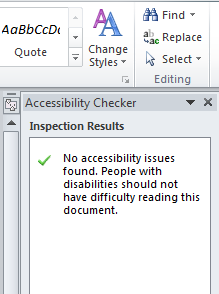 AaBbCcDc
Quote
Change
Styles
Find
Replace
Select
Editing
Accessibility Checker
Inspection Results
No accessibility issues
found. People with
disabilities should not
have difficulty reading this
document.